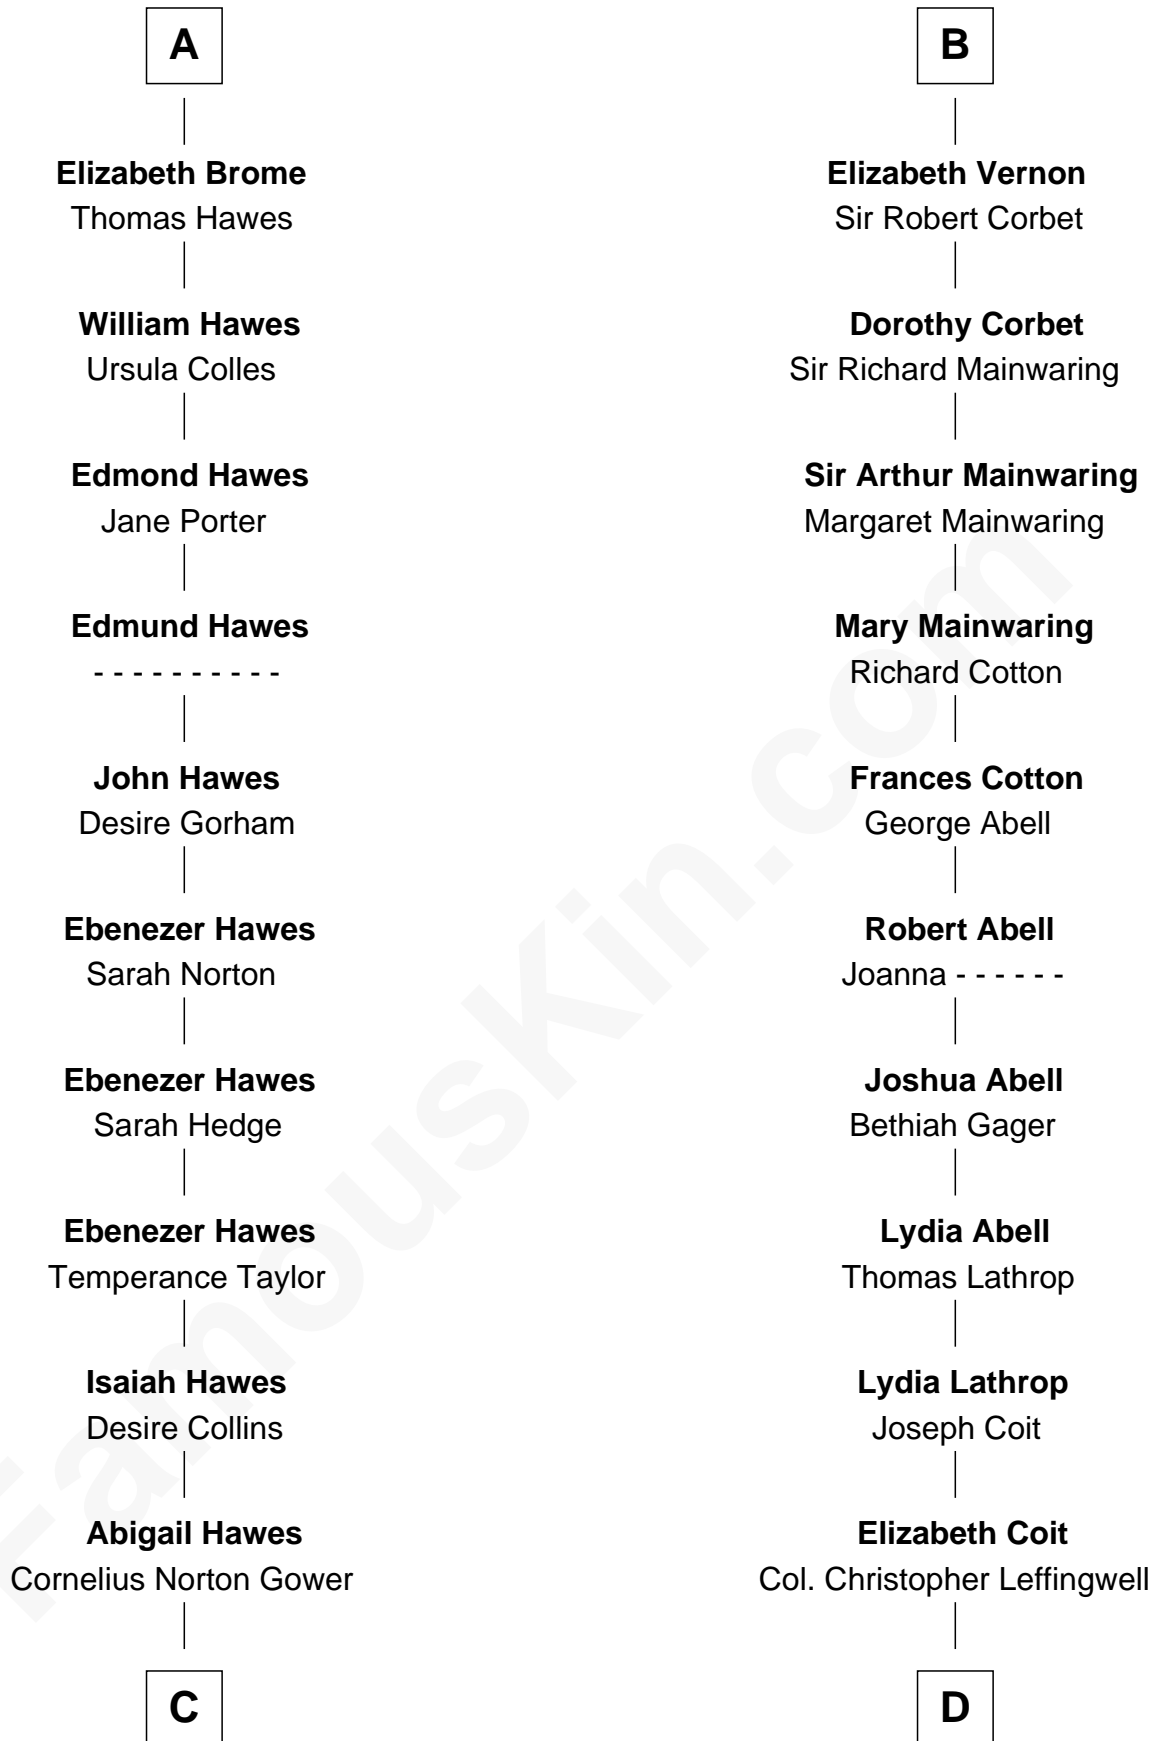 A
Elizabeth Brome
Thomas Hawes
William Hawes
Ursula Colles
Edmond Hawes
Jane Porter
Edmund Hawes
- - - - - - - - - -
John Hawes
Desire Gorham
Ebenezer Hawes
Sarah Norton
Ebenezer Hawes
Sarah Hedge
Ebenezer Hawes
Temperance Taylor
Isaiah Hawes
Desire Collins
Abigail Hawes
Cornelius Norton Gower
C
B
Elizabeth Vernon
Sir Robert Corbet
Dorothy Corbet
Sir Richard Mainwaring
Sir Arthur Mainwaring
Margaret Mainwaring
Mary Mainwaring
Richard Cotton
Frances Cotton
George Abell
Robert Abell
Joanna - - - - - -
Joshua Abell
Bethiah Gager
Lydia Abell
Thomas Lathrop
Lydia Lathrop
Joseph Coit
Elizabeth Coit
Col. Christopher Leffingwell
D
FamousKin.com